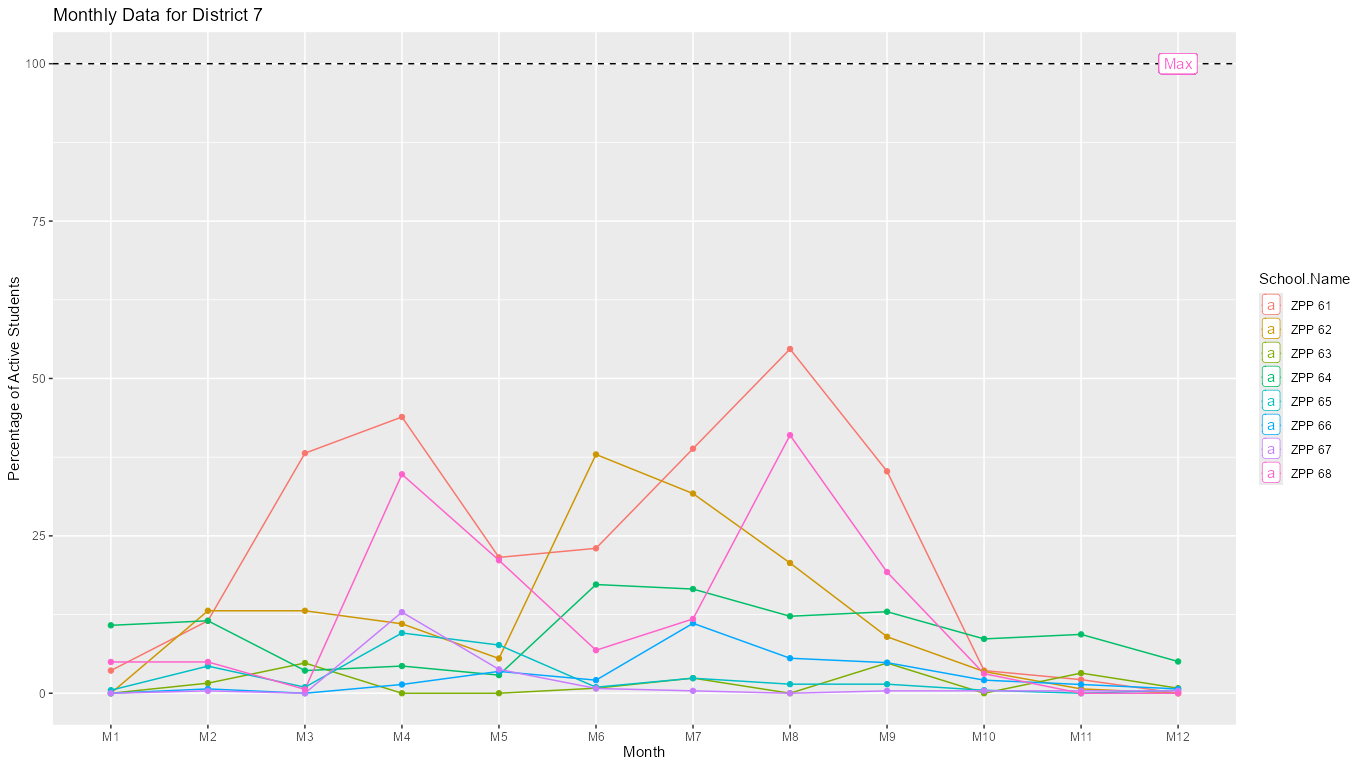 Monthly Data for District 7
100
Max
75
50
25
0
Percentage of Active Students
M1 M2 M3 M4 M5 M6 M7 M8 M9 M10 M11 M12
Month
School.Name
a ZPP 61
a ZPP 62
a ZPP 63
a ZPP 64
a ZPP 65
a ZPP 66
a ZPP 67
a ZPP 68